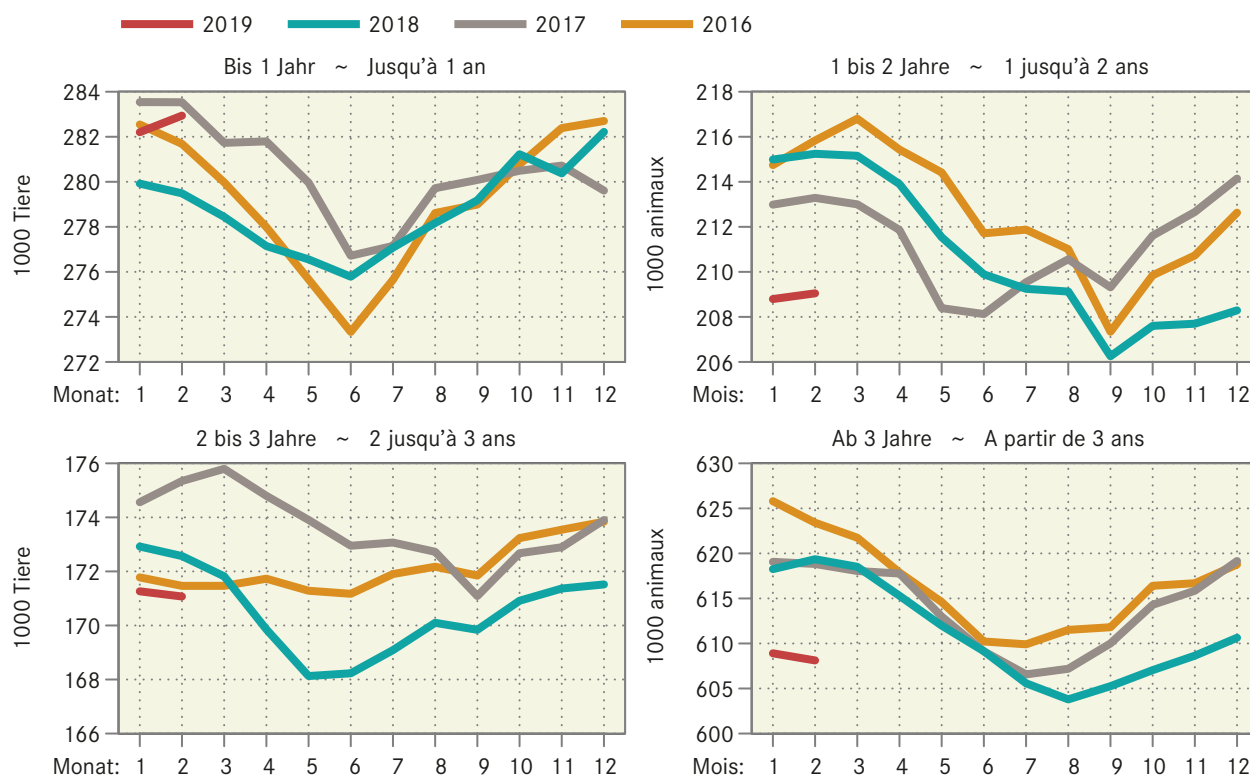 2019 2018 2017 2016
Bis 1 Jahr ~ Jusqu'à 1 an
1000 Tiere
284
282
280
278
276
274
272
Monat: 1 2 3 4 5 6 7 8 9 10 11 12
1 bis 2 Jahre ~ 1 jusqu'à 2 ans
1000 animaux
218
216
214
212
210
208
206
Mois: 1 2 3 4 5 6 7 8 9 10 11 12
2 bis 3 Jahre ~ 2 jusqu'à 3 ans
1000 Tiere
176
174
172
170
168
166
Monat: 1 2 3 4 5 6 7 8 9 10 11 12
Ab 3 Jahre ~ A partir de 3 ans
1000 animaux
630
625
620
615
610
605
600
Mois: 1 2 3 4 5 6 7 8 9 10 11 12